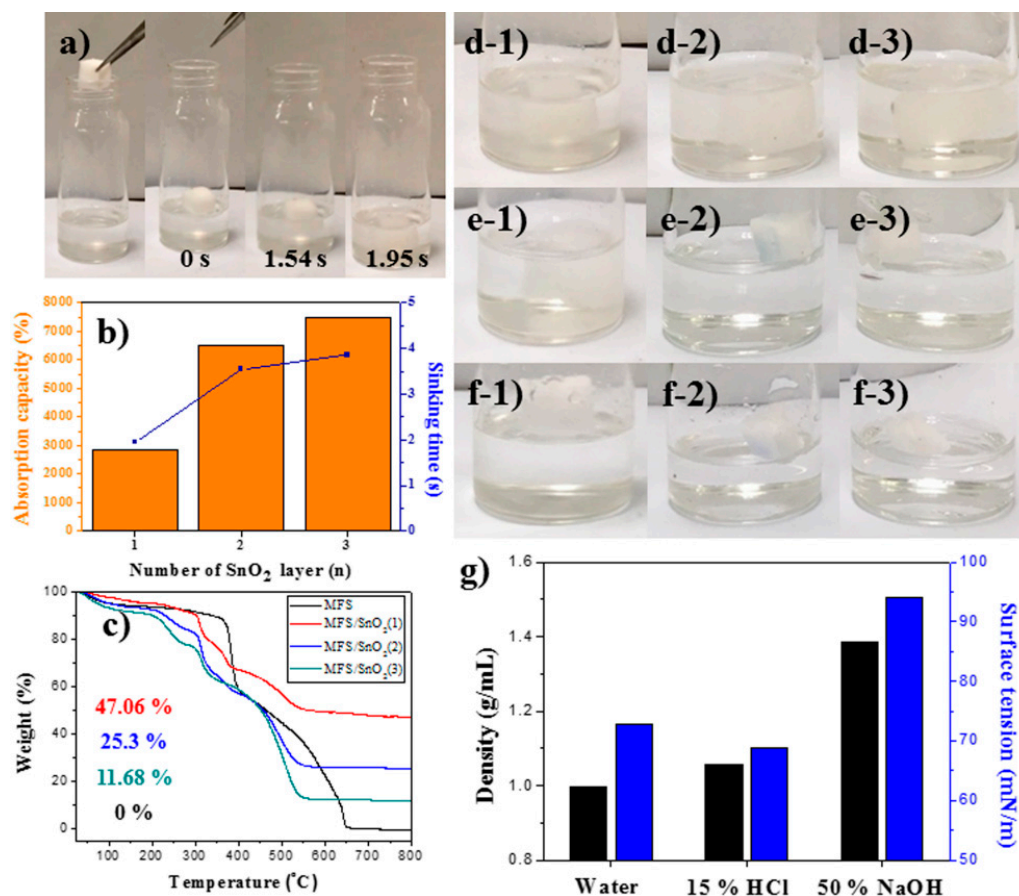 a)
0 s
1.54 s
1.95 s
d-1)
d-2)
d-3)
e-1)
e-2)
e-3)
f-1)
f-2)
f-3)
b)
Absorption capacity (%)
8000
7000
6000
5000
4000
3000
2000
1000
0
5
4
3
2
1
0
Sinking time (s)
1
2
3
Number of SnO₂ layer (n)
c)
MFS
MFS/SnO₂(1)
MFS/SnO₂(2)
MFS/SnO₂(3)
Weight (%)
100
80
60
40
20
0
47.06 %
25.3 %
11.68 %
0 %
100
200
300
400
500
600
700
800
Temperature (°C)
g)
Density (g/mL)
1.6
1.4
1.2
1.0
0.8
100
95
90
85
80
75
70
65
60
55
50
Surface tension (mN/m)
Water
15 % HCl
50 % NaOH